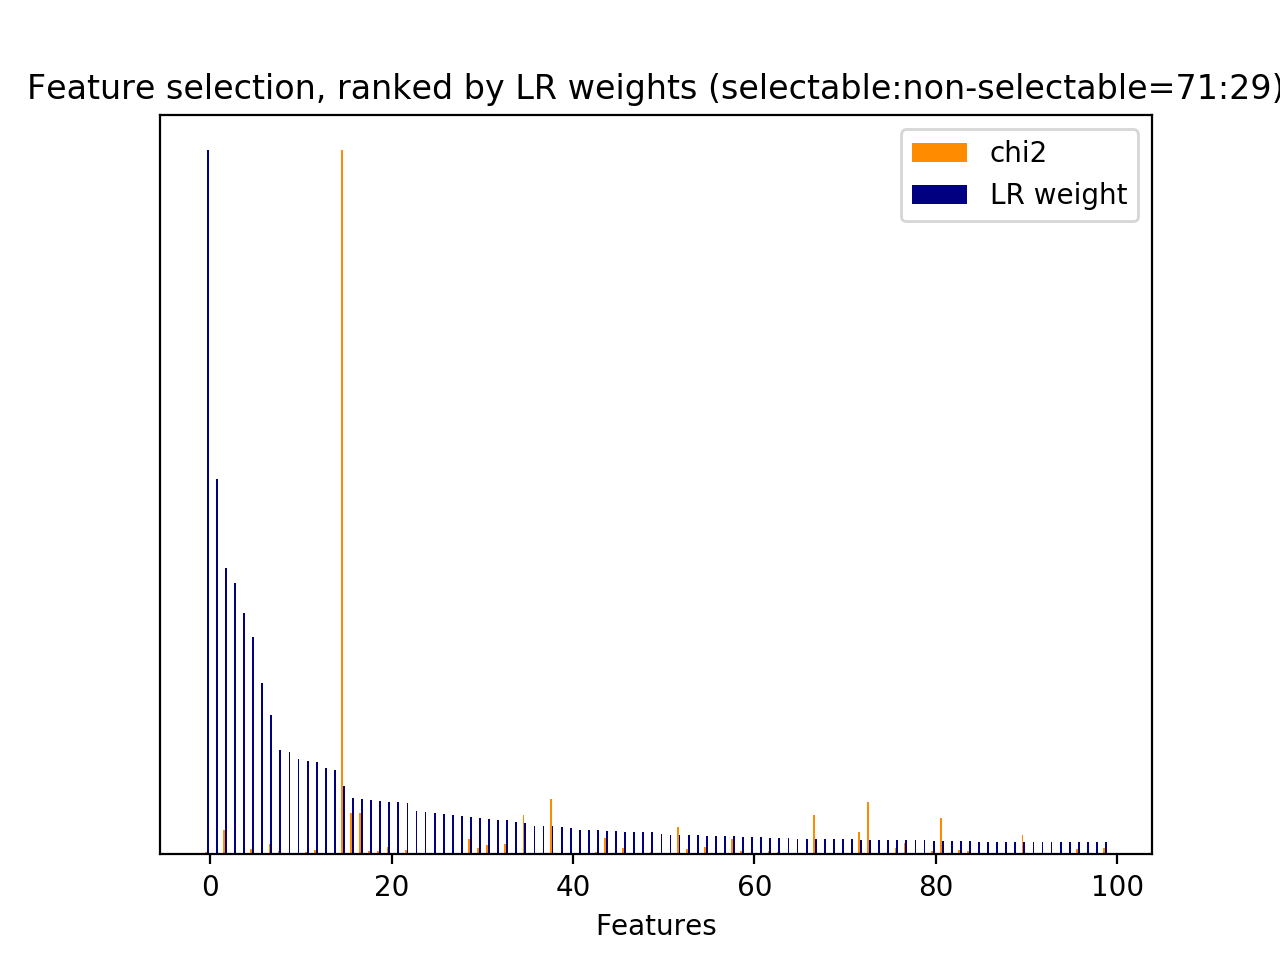 Feature selection, ranked by LR weights (selectable:non-selectable=71:29)
chi2
LR weight
0 20 40 60 80 100
Features